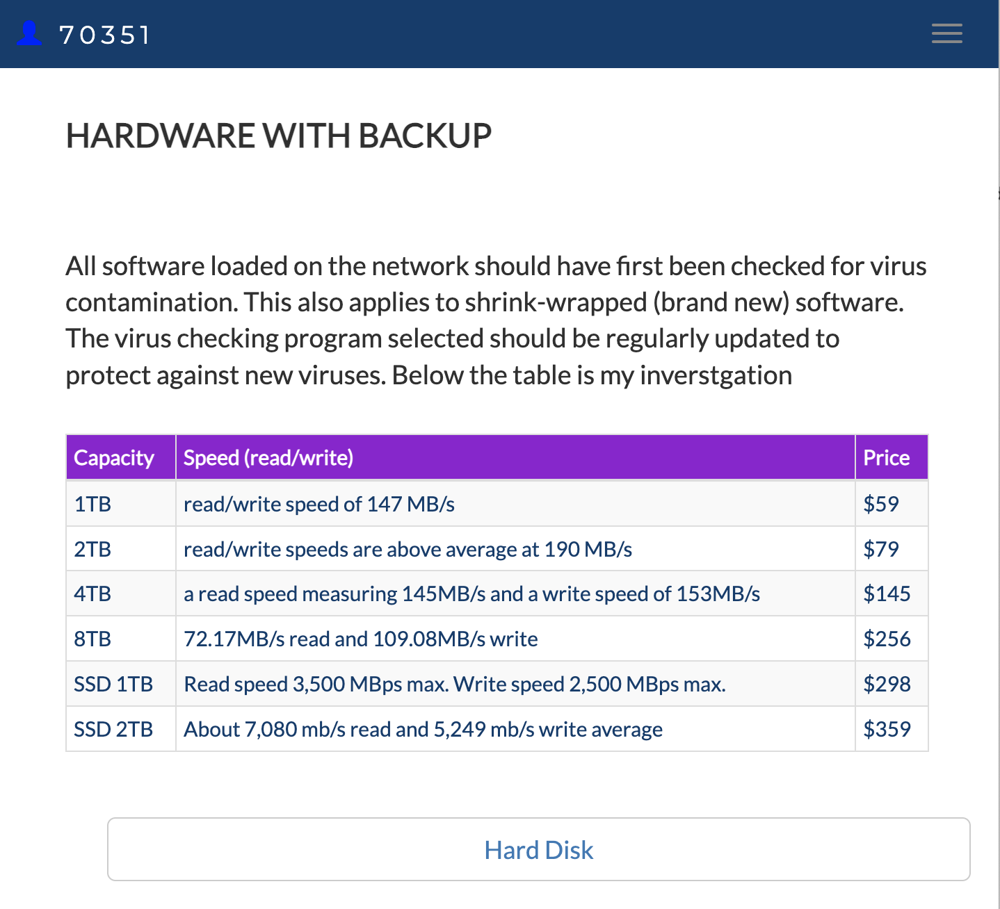 70351
HARDWARE WITH BACKUP
All software loaded on the network should have first been checked for virus
contamination. This also applies to shrink-wrapped (brand new) software.
The virus checking program selected should be regularly updated to
protect against new viruses. Below the table is my inverstgation
Capacity Speed (read/write) Price
1TB read/write speed of 147 MB/s $59
2TB read/write speeds are above average at 190 MB/s $79
4TB a read speed measuring 145MB/s and a write speed of 153MB/s $145
8TB 72.17MB/s read and 109.08MB/s write $256
SSD 1TB Read speed 3,500 MBps max. Write speed 2,500 MBps max. $298
SSD 2TB About 7,080 mb/s read and 5,249 mb/s write average $359
Hard Disk